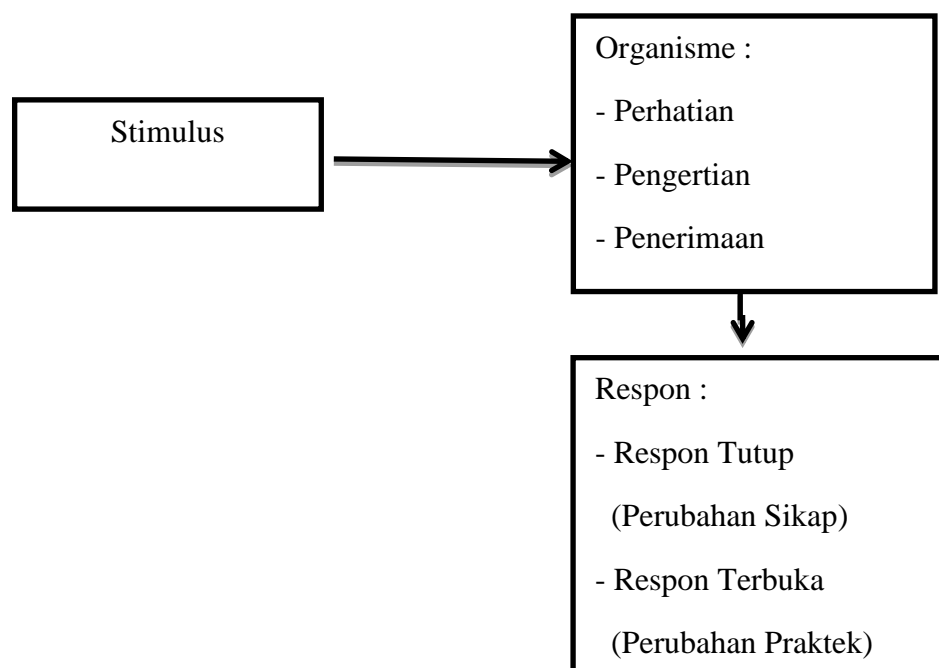 Stimulus
Organisme :
- Perhatian
- Pengertian
- Penerimaan
Respon :
- Respon Tutup
(Perubahan Sikap)
- Respon Terbuka
(Perubahan Praktek)